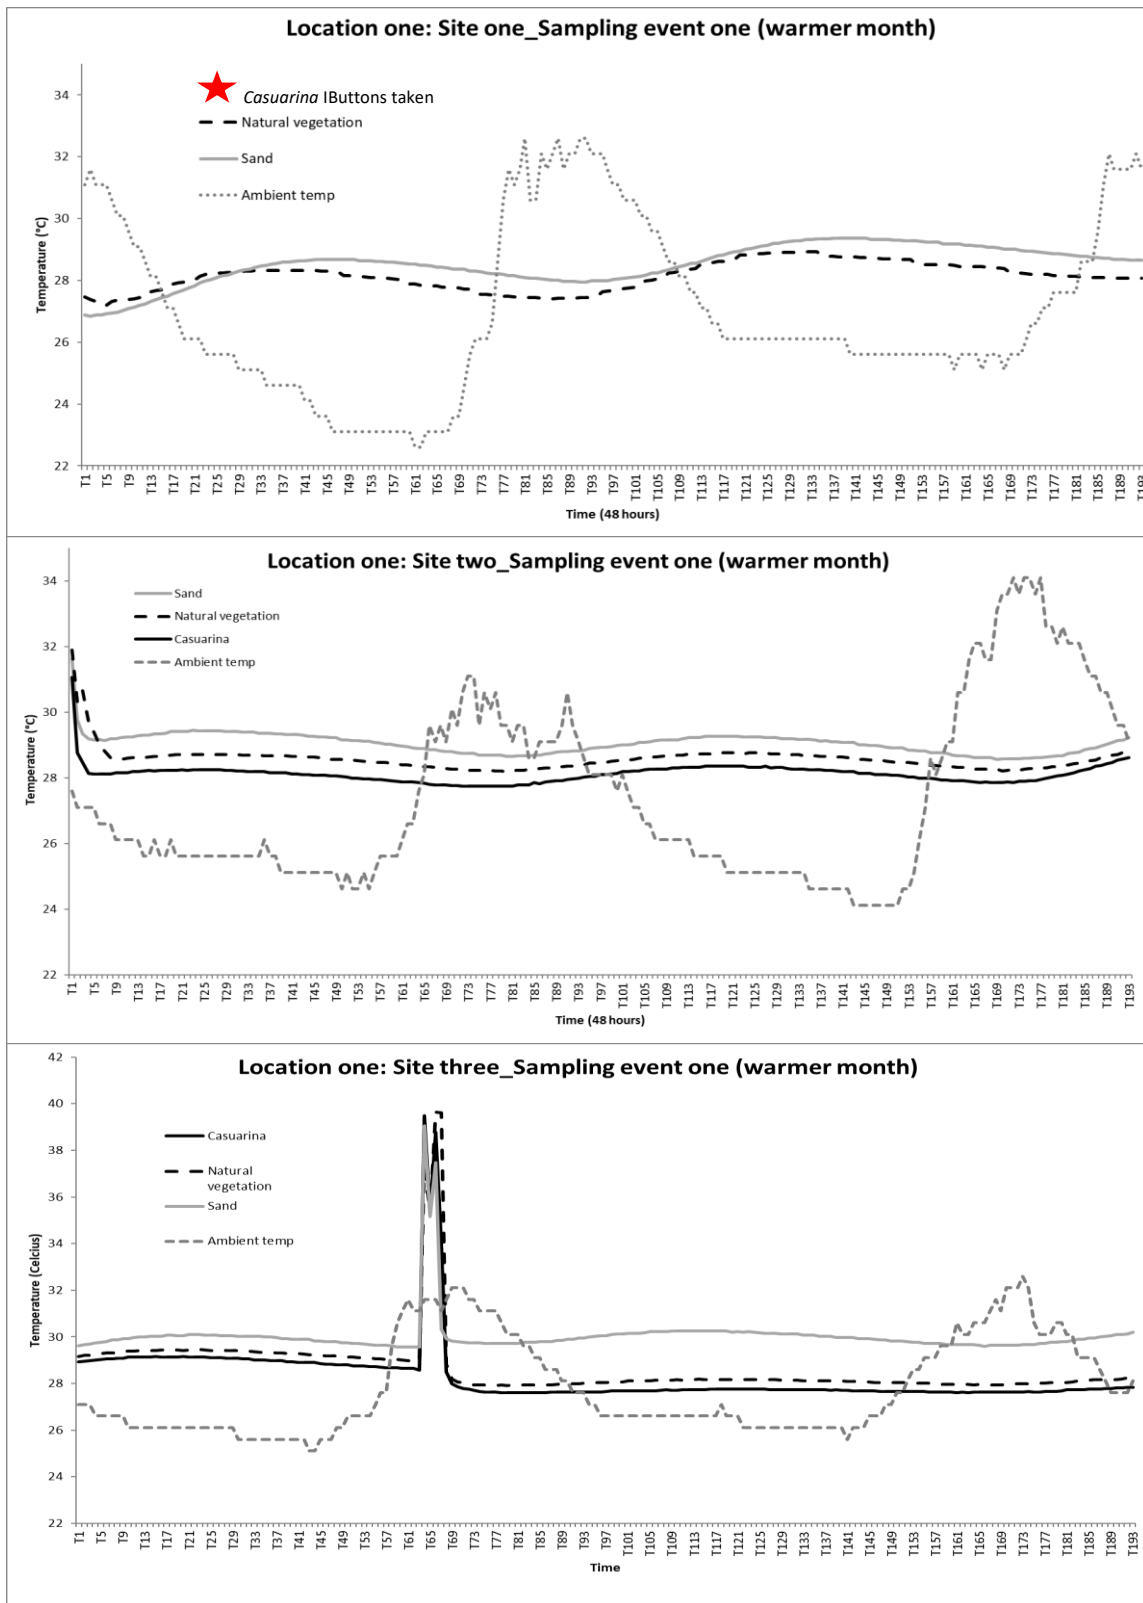 Location one: Site one_Sampling event one (warmer month)
Casuarina IButtons taken
Natural vegetation
Sand
Ambient temp
Temperature (°C)
34
32
30
28
26
24
22
T1 T5 T9 T13 T17 T21 T25 T29 T33 T37 T41 T45 T49 T53 T57 T61 T65 T69 T73 T77 T81 T85 T89 T93 T97 T101 T105 T109 T113 T117 T121 T125 T129 T133 T137 T141 T145 T149 T153 T157 T161 T165 T169 T173 T177 T181 T185 T189 T193
Time (48 hours)
Location one: Site two_Sampling event one (warmer month)
Sand
Natural vegetation
Casuarina
Ambient temp
Temperature (°C)
34
32
30
28
26
24
22
T1 T5 T9 T13 T17 T21 T25 T29 T33 T37 T41 T45 T49 T53 T57 T61 T65 T69 T73 T77 T81 T85 T89 T93 T97 T101 T105 T109 T113 T117 T121 T125 T129 T133 T137 T141 T145 T149 T153 T157 T161 T165 T169 T173 T177 T181 T185 T189 T193
Time (48 hours)
Location one: Site three_Sampling event one (warmer month)
Casuarina
Natural
vegetation
Sand
Ambient temp
Temperature (Celcius)
42
40
38
36
34
32
30
28
26
24
22
T1 T5 T9 T13 T17 T21 T25 T29 T33 T37 T41 T45 T49 T53 T57 T61 T65 T69 T73 T77 T81 T85 T89 T93 T97 T101 T105 T109 T113 T117 T121 T125 T129 T133 T137 T141 T145 T149 T153 T157 T161 T165 T169 T173 T177 T181 T185 T189 T193
Time